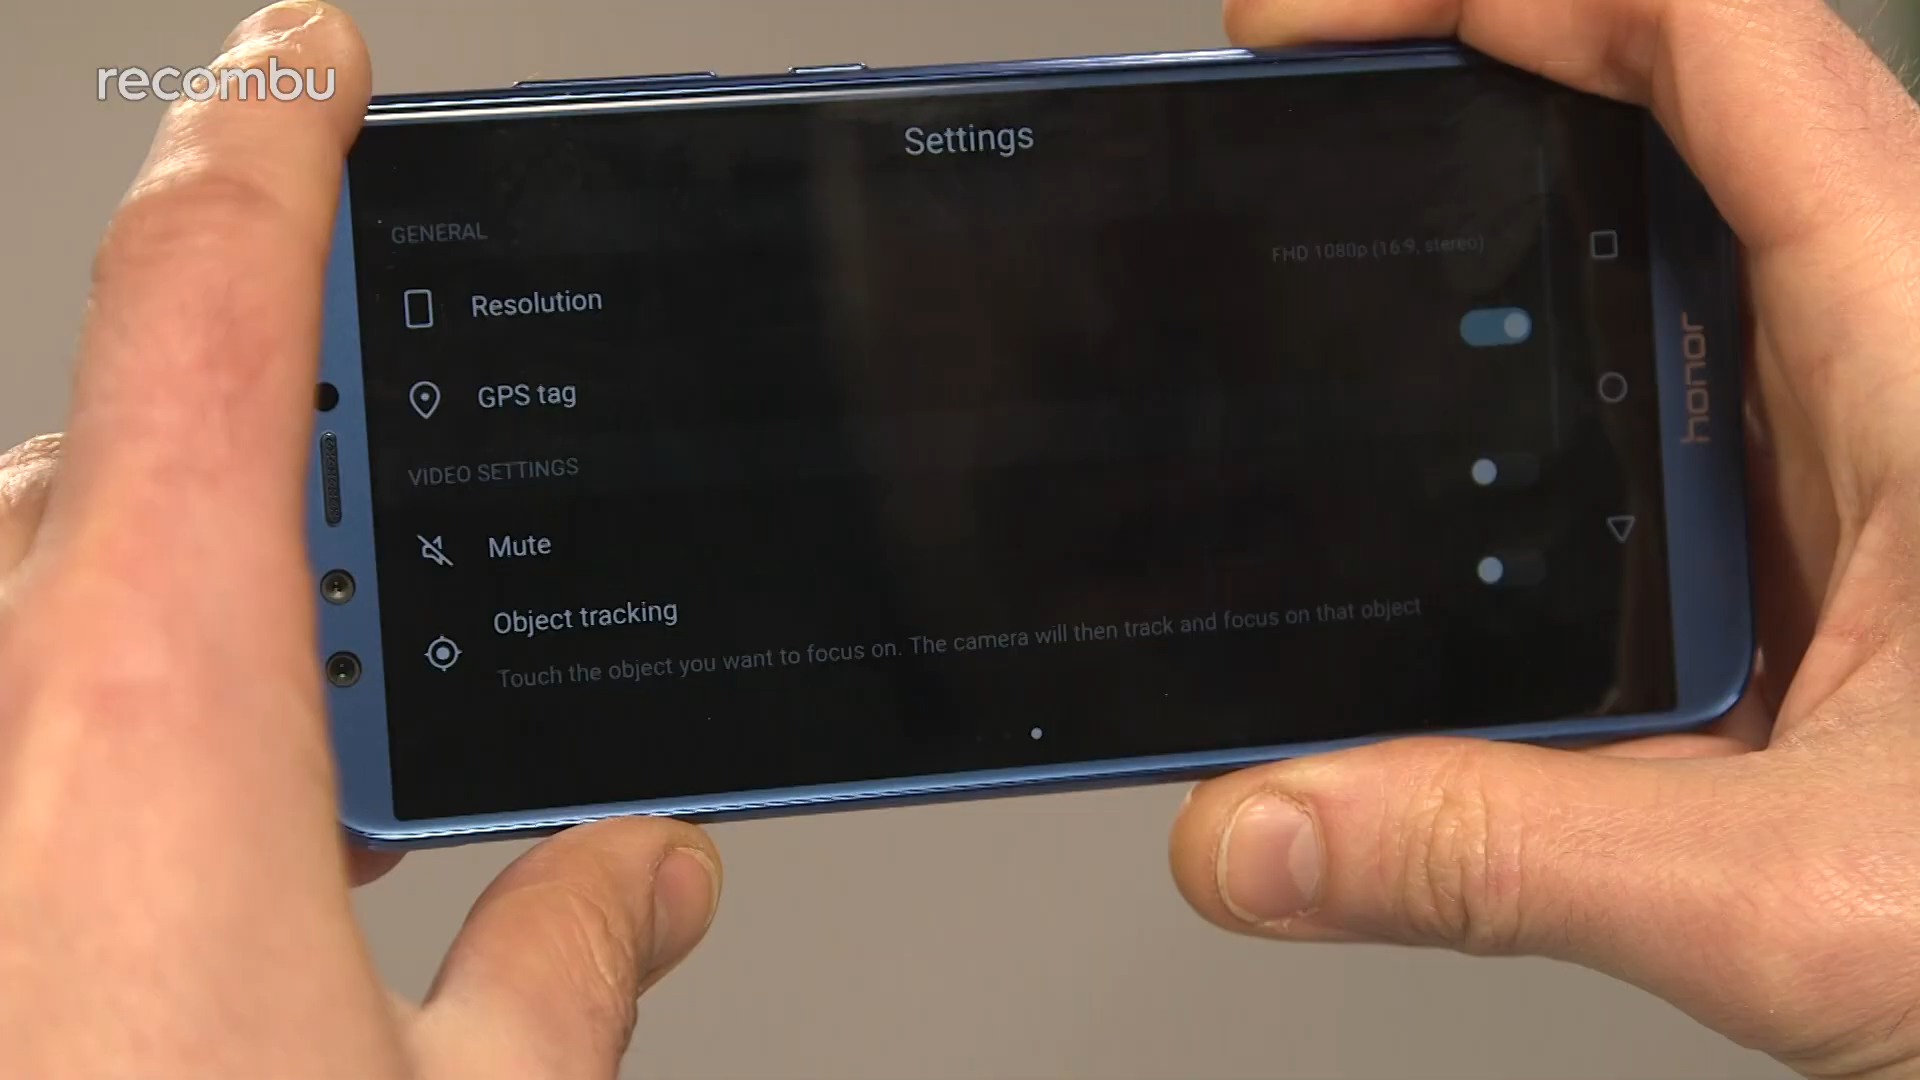 recombu
Settings
GENERAL
Resolution
FHD 1080p (16:9, stereo)
GPS tag
VIDEO SETTINGS
Mute
Object tracking
Touch the object you want to focus on. The camera will then track and focus on that object
honor